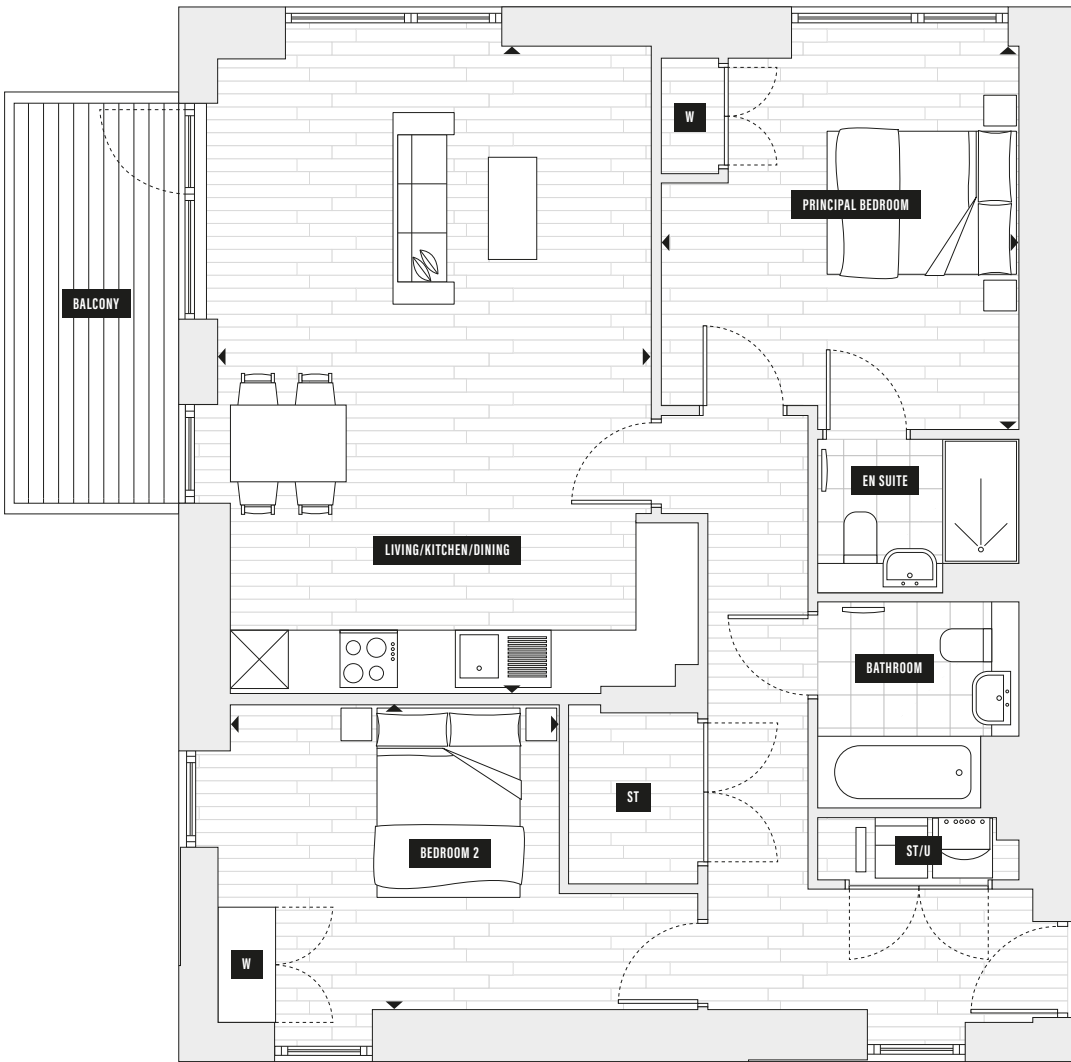 W
PRINCIPAL BEDROOM
BALCONY
EN SUITE
LIVING/KITCHEN/DINING
BATHROOM
ST
BEDROOM 2
ST/U
W